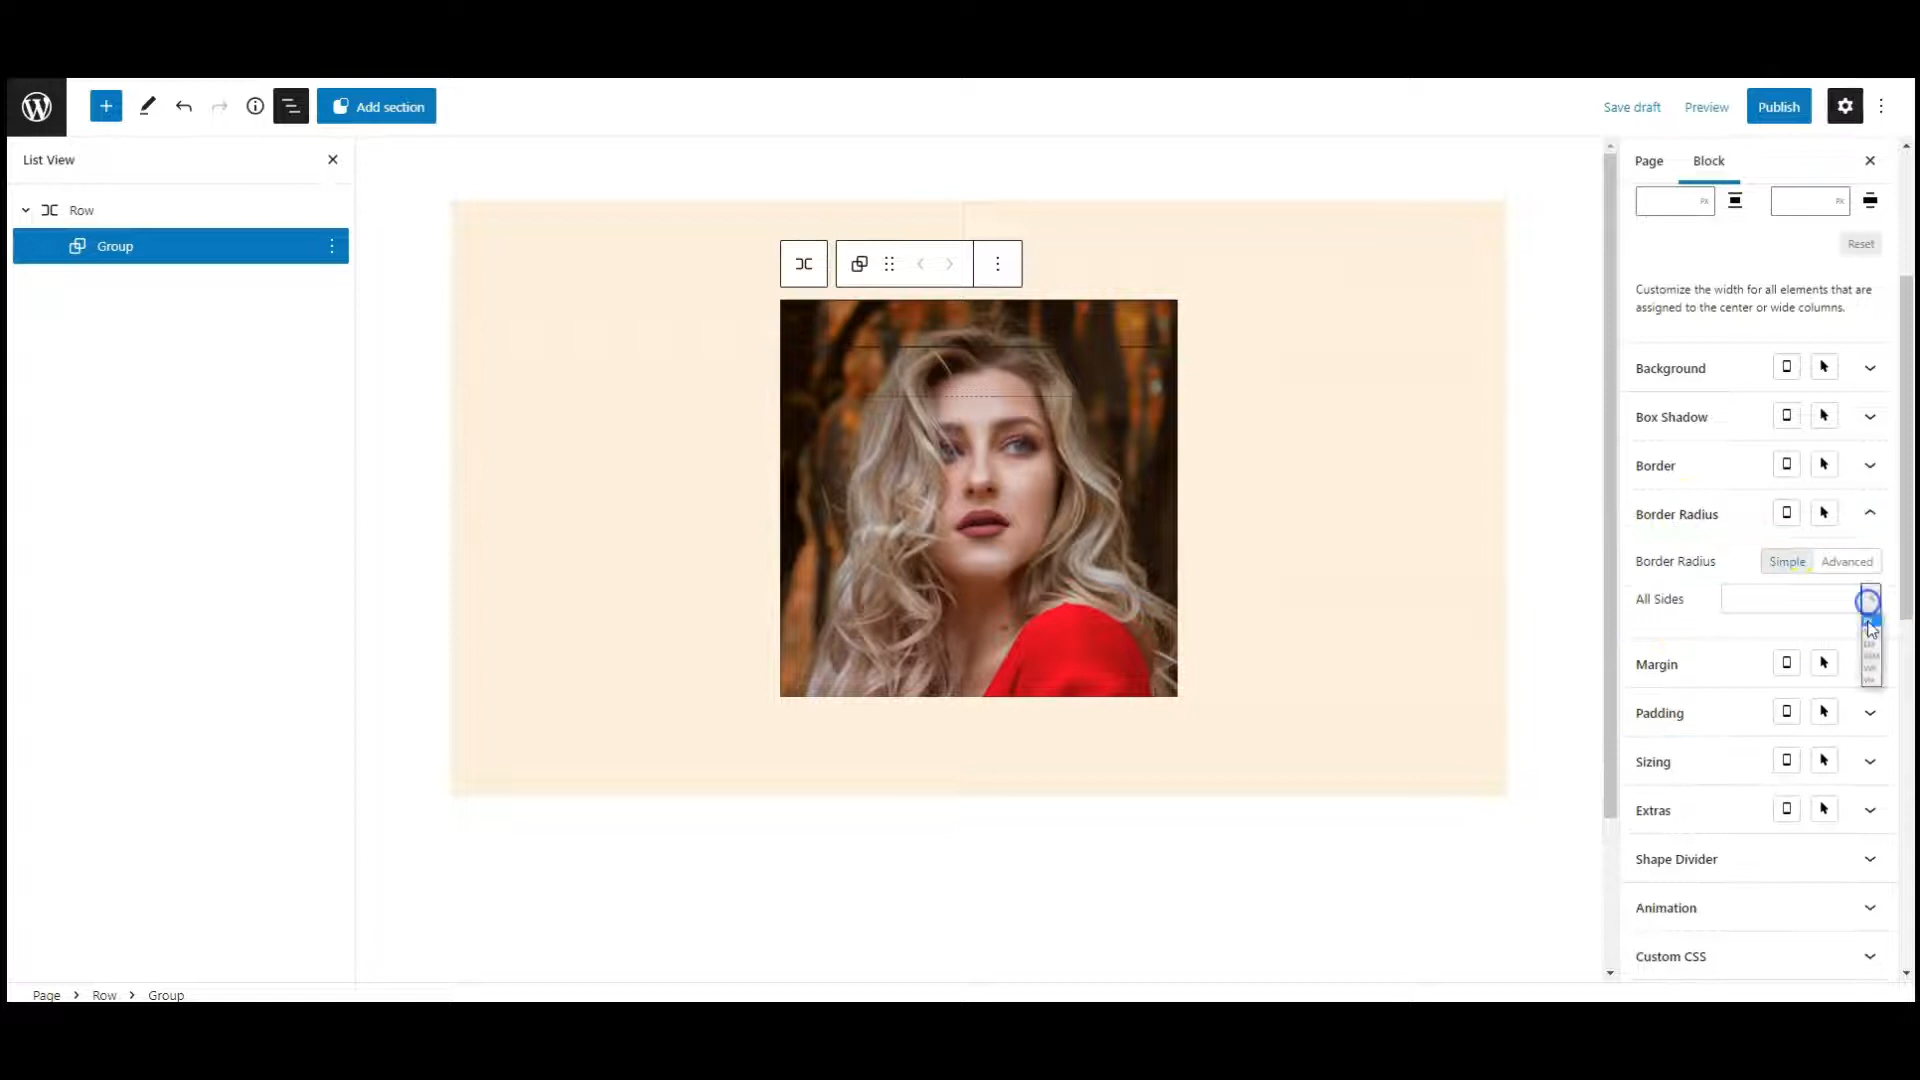 Add section
Save draft
Preview
Publish
List View
Page
Block
Row
Group
PX
PX
Reset
Customize the width for all elements that are
assigned to the center or wide columns.
Background
Box Shadow
Border
Border Radius
Border Radius
Simple
Advanced
All Sides
Margin
Padding
Sizing
Extras
Shape Divider
Animation
Custom CSS
Page > Row > Group